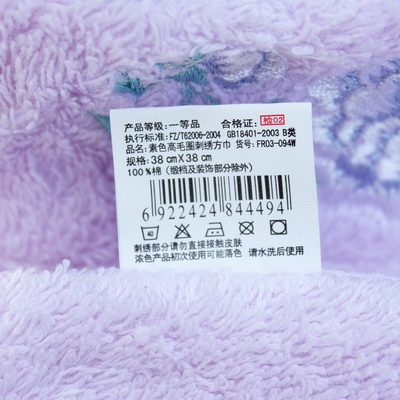 产品等级: 一等品 合格证: 检02
执行标准: FZ/T62006-2004 GB18401-2003 B类
品名: 素色高毛圈刺绣方巾 货号: FR03-094W
规格: 38cm X 38cm
100%棉 (缎档及装饰部分除外)
6 922424 844494
40
刺绣部分请勿直接接触皮肤
浓色产品初次使用可能落色 请水洗后使用